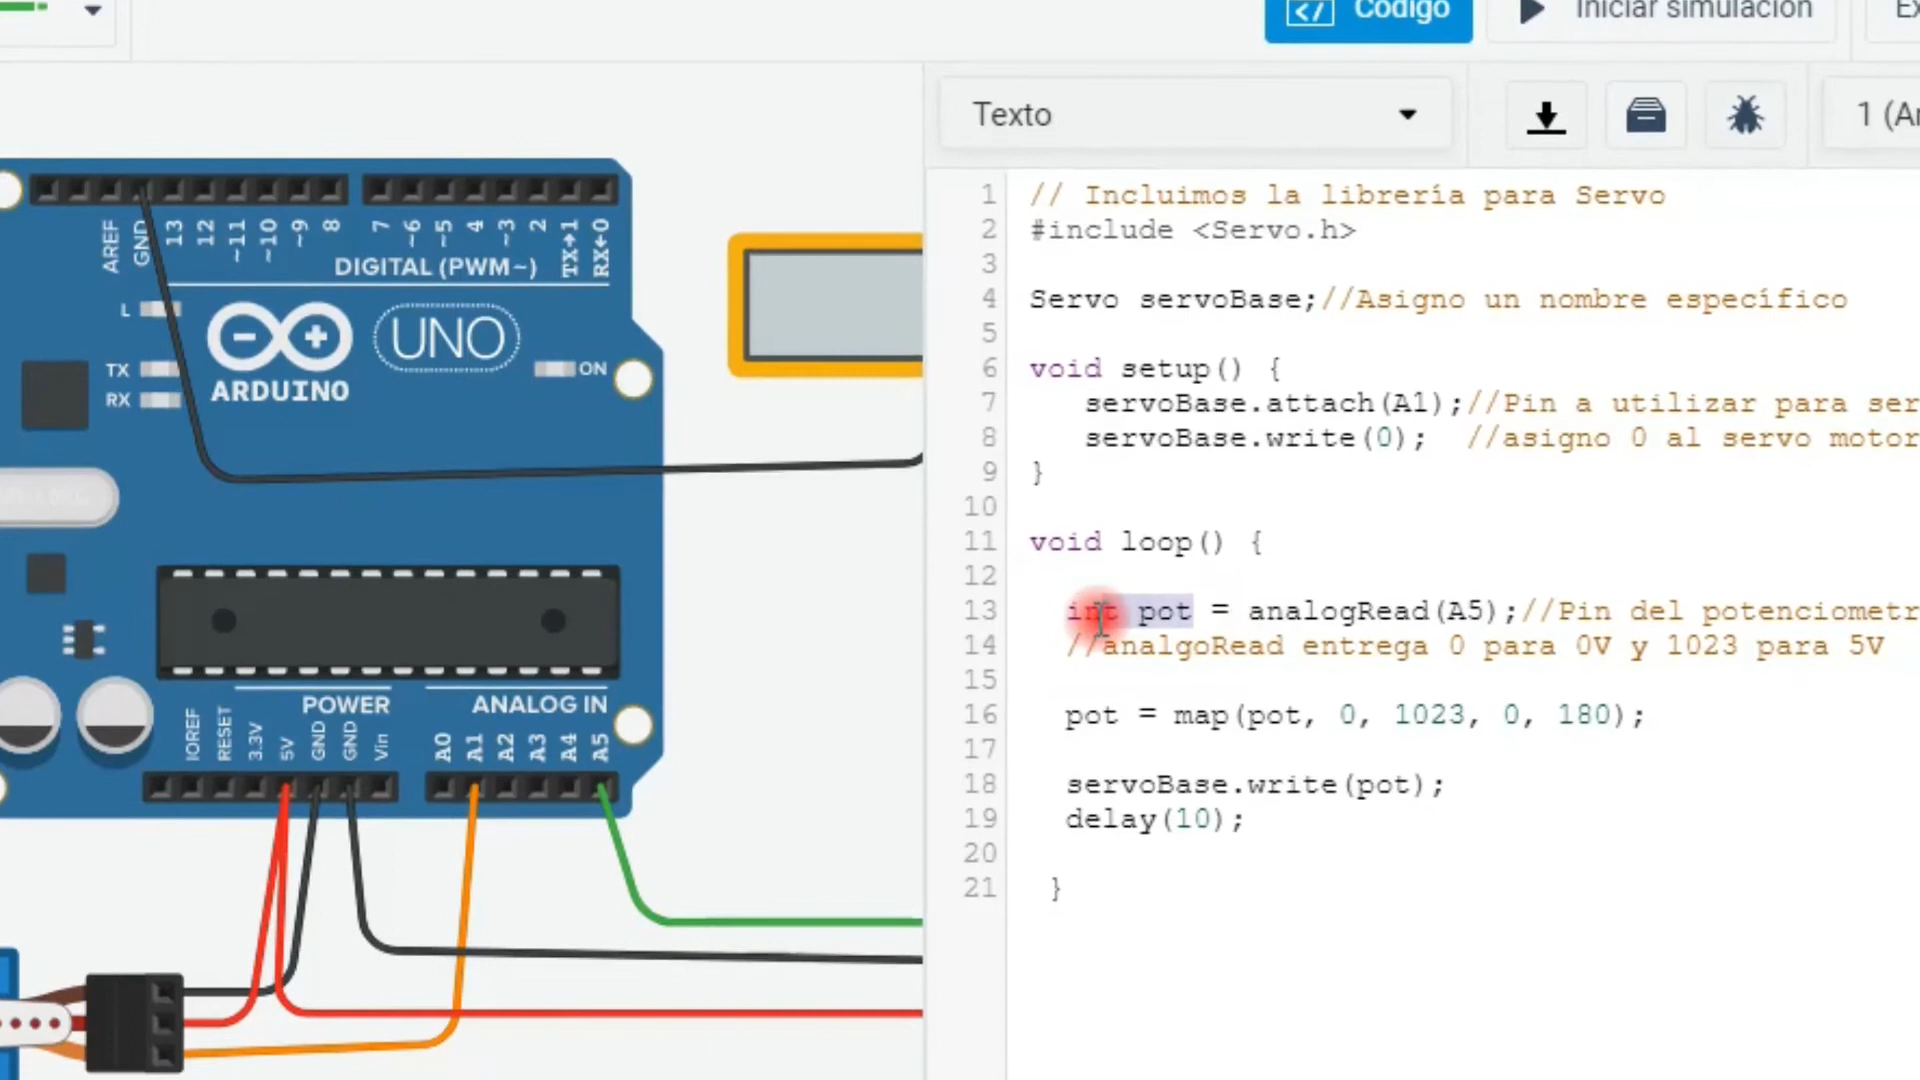 Código
Iniciar simulación
Texto
1 (Ar
AREF
GND
13
12
~11
~10
~9
8
7
~6
~5
4
~3
2
TX→1
RX←0
DIGITAL (PWM~)
L
TX
RX
ARDUINO
UNO
ON
POWER
ANALOG IN
IOREF
RESET
3.3V
5V
GND
GND
Vin
A0
A1
A2
A3
A4
A5
1 // Incluimos la librería para Servo
2 #include <Servo.h>
3
4 Servo servoBase;//Asigno un nombre específico
5
6 void setup() {
7 servoBase.attach(A1);//Pin a utilizar para ser
8 servoBase.write(0); //asigno 0 al servo motor
9 }
10
11 void loop() {
12
13 int pot = analogRead(A5);//Pin del potenciometr
14 //analgoRead entrega 0 para 0V y 1023 para 5V
15
16 pot = map(pot, 0, 1023, 0, 180);
17
18 servoBase.write(pot);
19 delay(10);
20
21 }